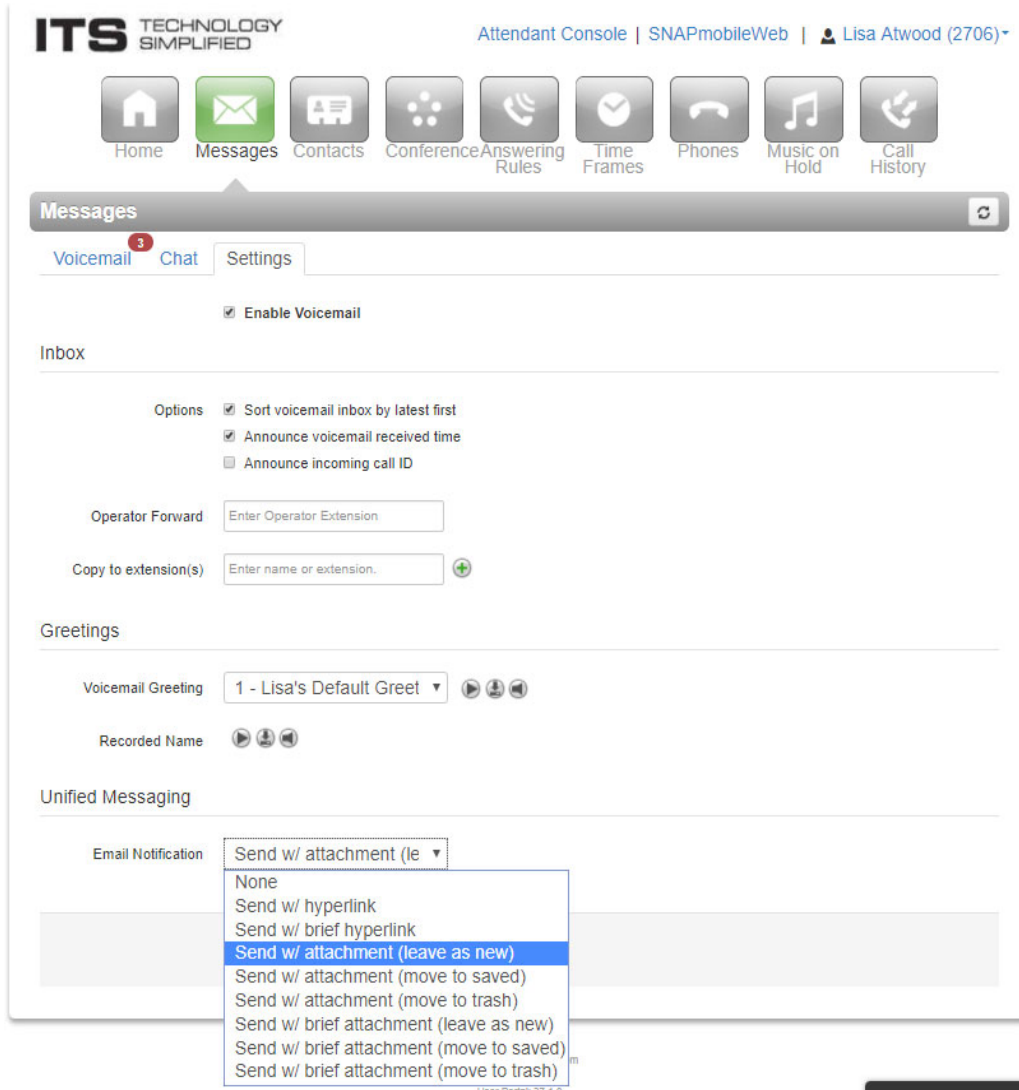 ITS TECHNOLOGY SIMPLIFIED
Attendant Console | SNAPmobileWeb | Lisa Atwood (2706)
Home Messages Contacts Conference Answering Rules Time Frames Phones Music on Hold Call History
Messages
Voicemail 3 Chat Settings
Enable Voicemail
Inbox
Options Sort voicemail inbox by latest first
Announce voicemail received time
Announce incoming call ID
Operator Forward Enter Operator Extension
Copy to extension(s) Enter name or extension.
Greetings
Voicemail Greeting 1 - Lisa's Default Greet
Recorded Name
Unified Messaging
Email Notification Send w/ attachment (le
None
Send w/ hyperlink
Send w/ brief hyperlink
Send w/ attachment (leave as new)
Send w/ attachment (move to saved)
Send w/ attachment (move to trash)
Send w/ brief attachment (leave as new)
Send w/ brief attachment (move to saved)
Send w/ brief attachment (move to trash)